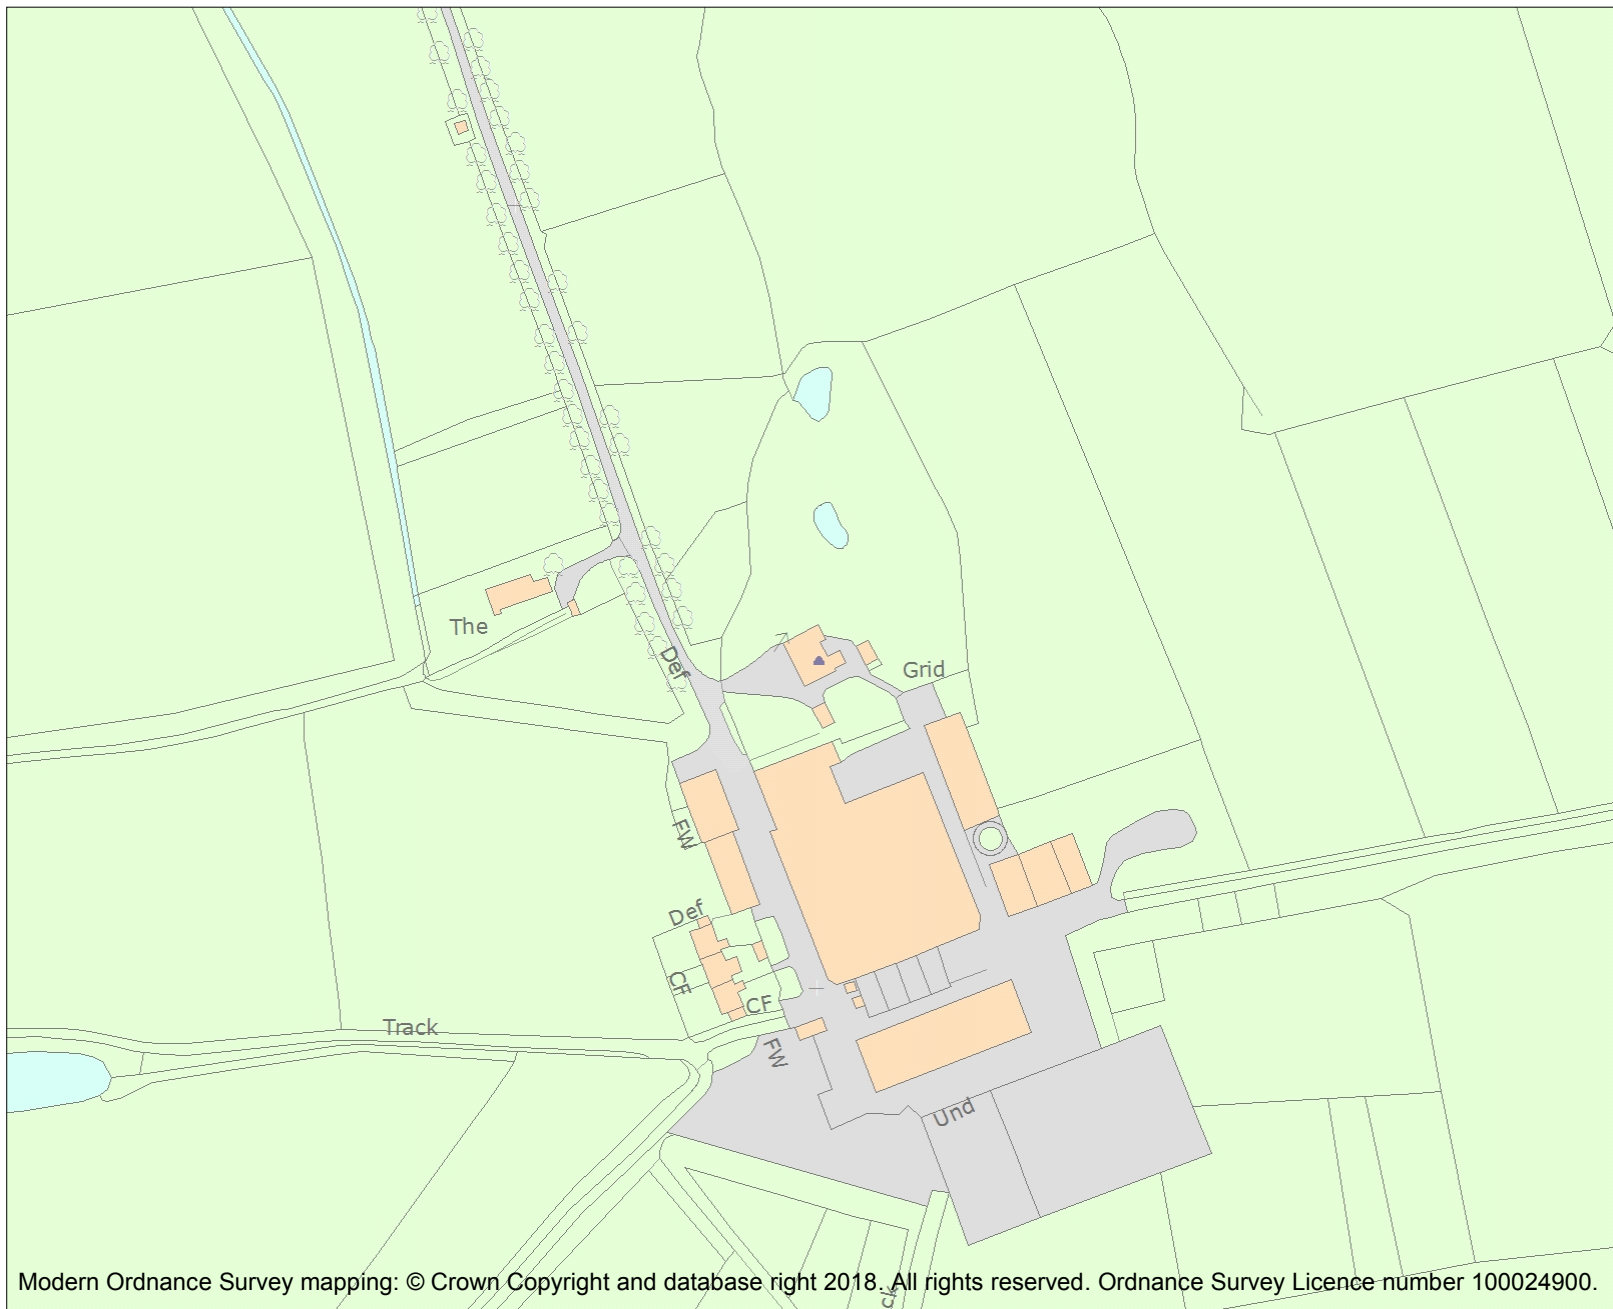 The
Def
Grid
FW
Def
CF
CF
Track
FW
Und
ck
Modern Ordnance Survey mapping: © Crown Copyright and database right 2018. All rights reserved. Ordnance Survey Licence number 100024900.